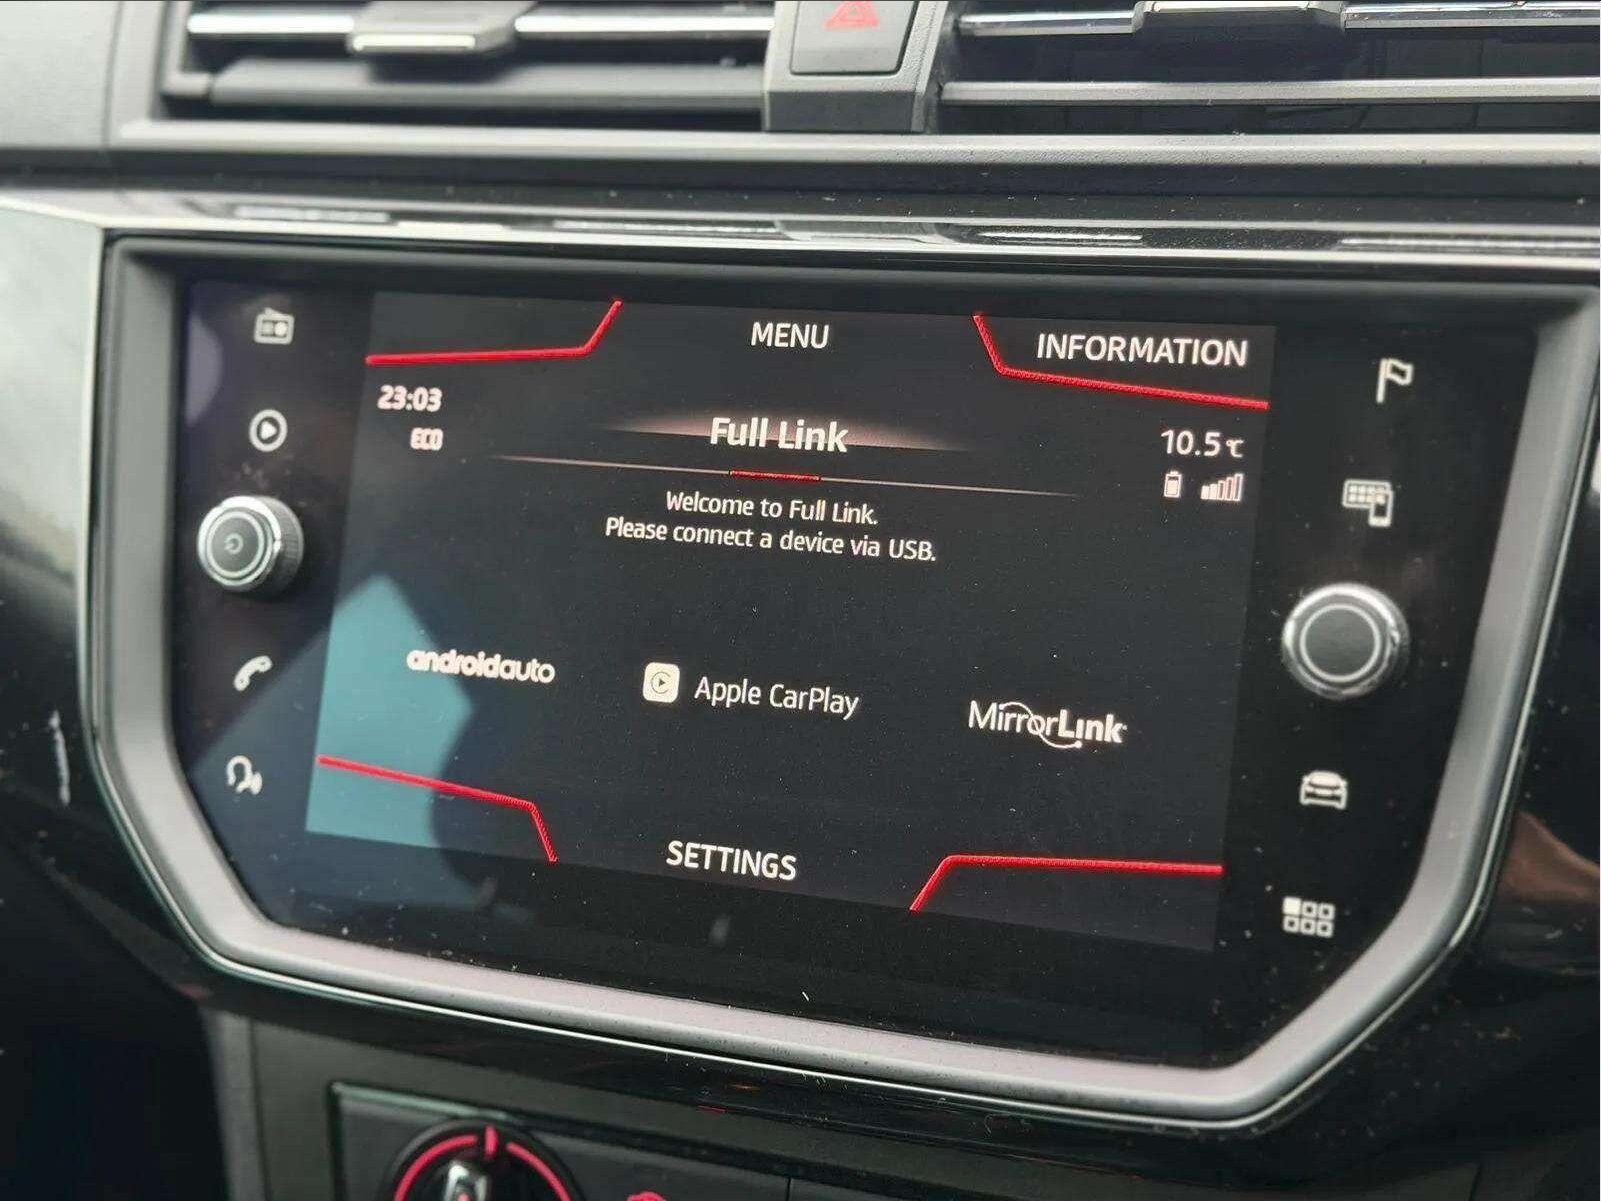 MENU
INFORMATION
23:03
ECO
Full Link
10.5°C
Welcome to Full Link.
Please connect a device via USB.
androidauto
Apple CarPlay
MirrorLink
SETTINGS